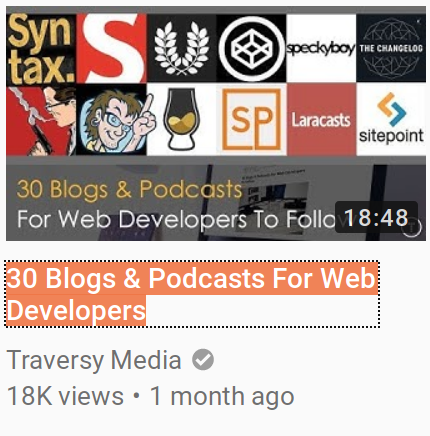 Syn
tax.
S
speckyboy
THE CHANGELOG
SP
Laracasts
sitepoint
30 Blogs & Podcasts
For Web Developers To Follow
18:48
30 Blogs & Podcasts For Web
Developers
Traversy Media
18K views • 1 month ago